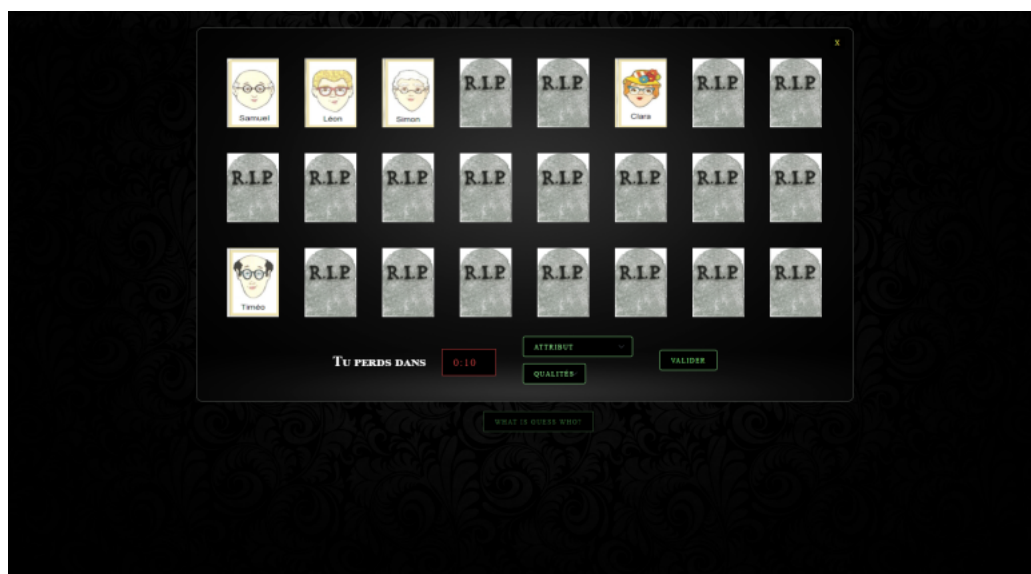 X
Samuel
Léon
Simon
R.I.P
R.I.P
Clara
R.I.P
R.I.P
R.I.P
R.I.P
R.I.P
R.I.P
R.I.P
R.I.P
R.I.P
R.I.P
Timéo
R.I.P
R.I.P
R.I.P
R.I.P
R.I.P
R.I.P
R.I.P
TU PERDS DANS
0:10
ATTRIBUT
QUALITÉS
VALIDER
WHAT IS GUESS WHO?